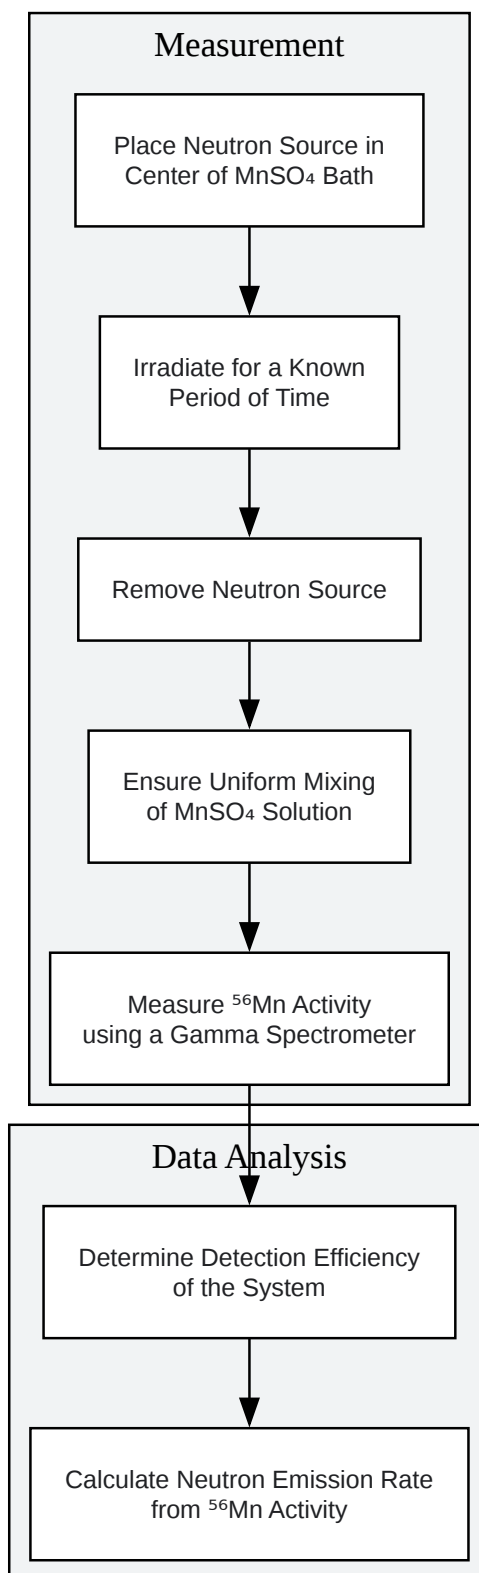 Measurement
Place Neutron Source in
Center of MnSO₄ Bath
Irradiate for a Known
Period of Time
Remove Neutron Source
Ensure Uniform Mixing
of MnSO₄ Solution
Measure ⁵⁶Mn Activity
using a Gamma Spectrometer
Data Analysis
Determine Detection Efficiency
of the System
Calculate Neutron Emission Rate
from ⁵⁶Mn Activity